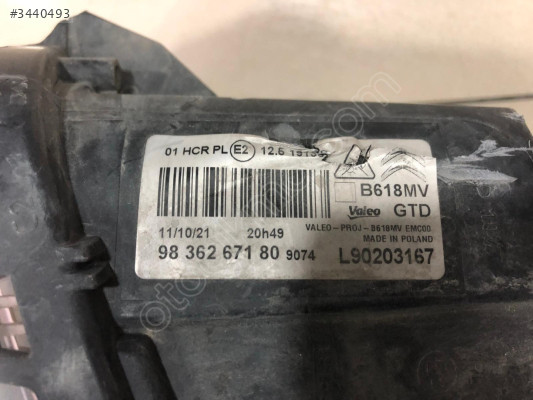 #3440493
01 HCR PL E2 12.6
B618MV
Valeo GTD
11/10/21 20h49
VALEO-PROJ-B618MV EMC00
MADE IN POLAND
98 362 671 80 9074 L90203167